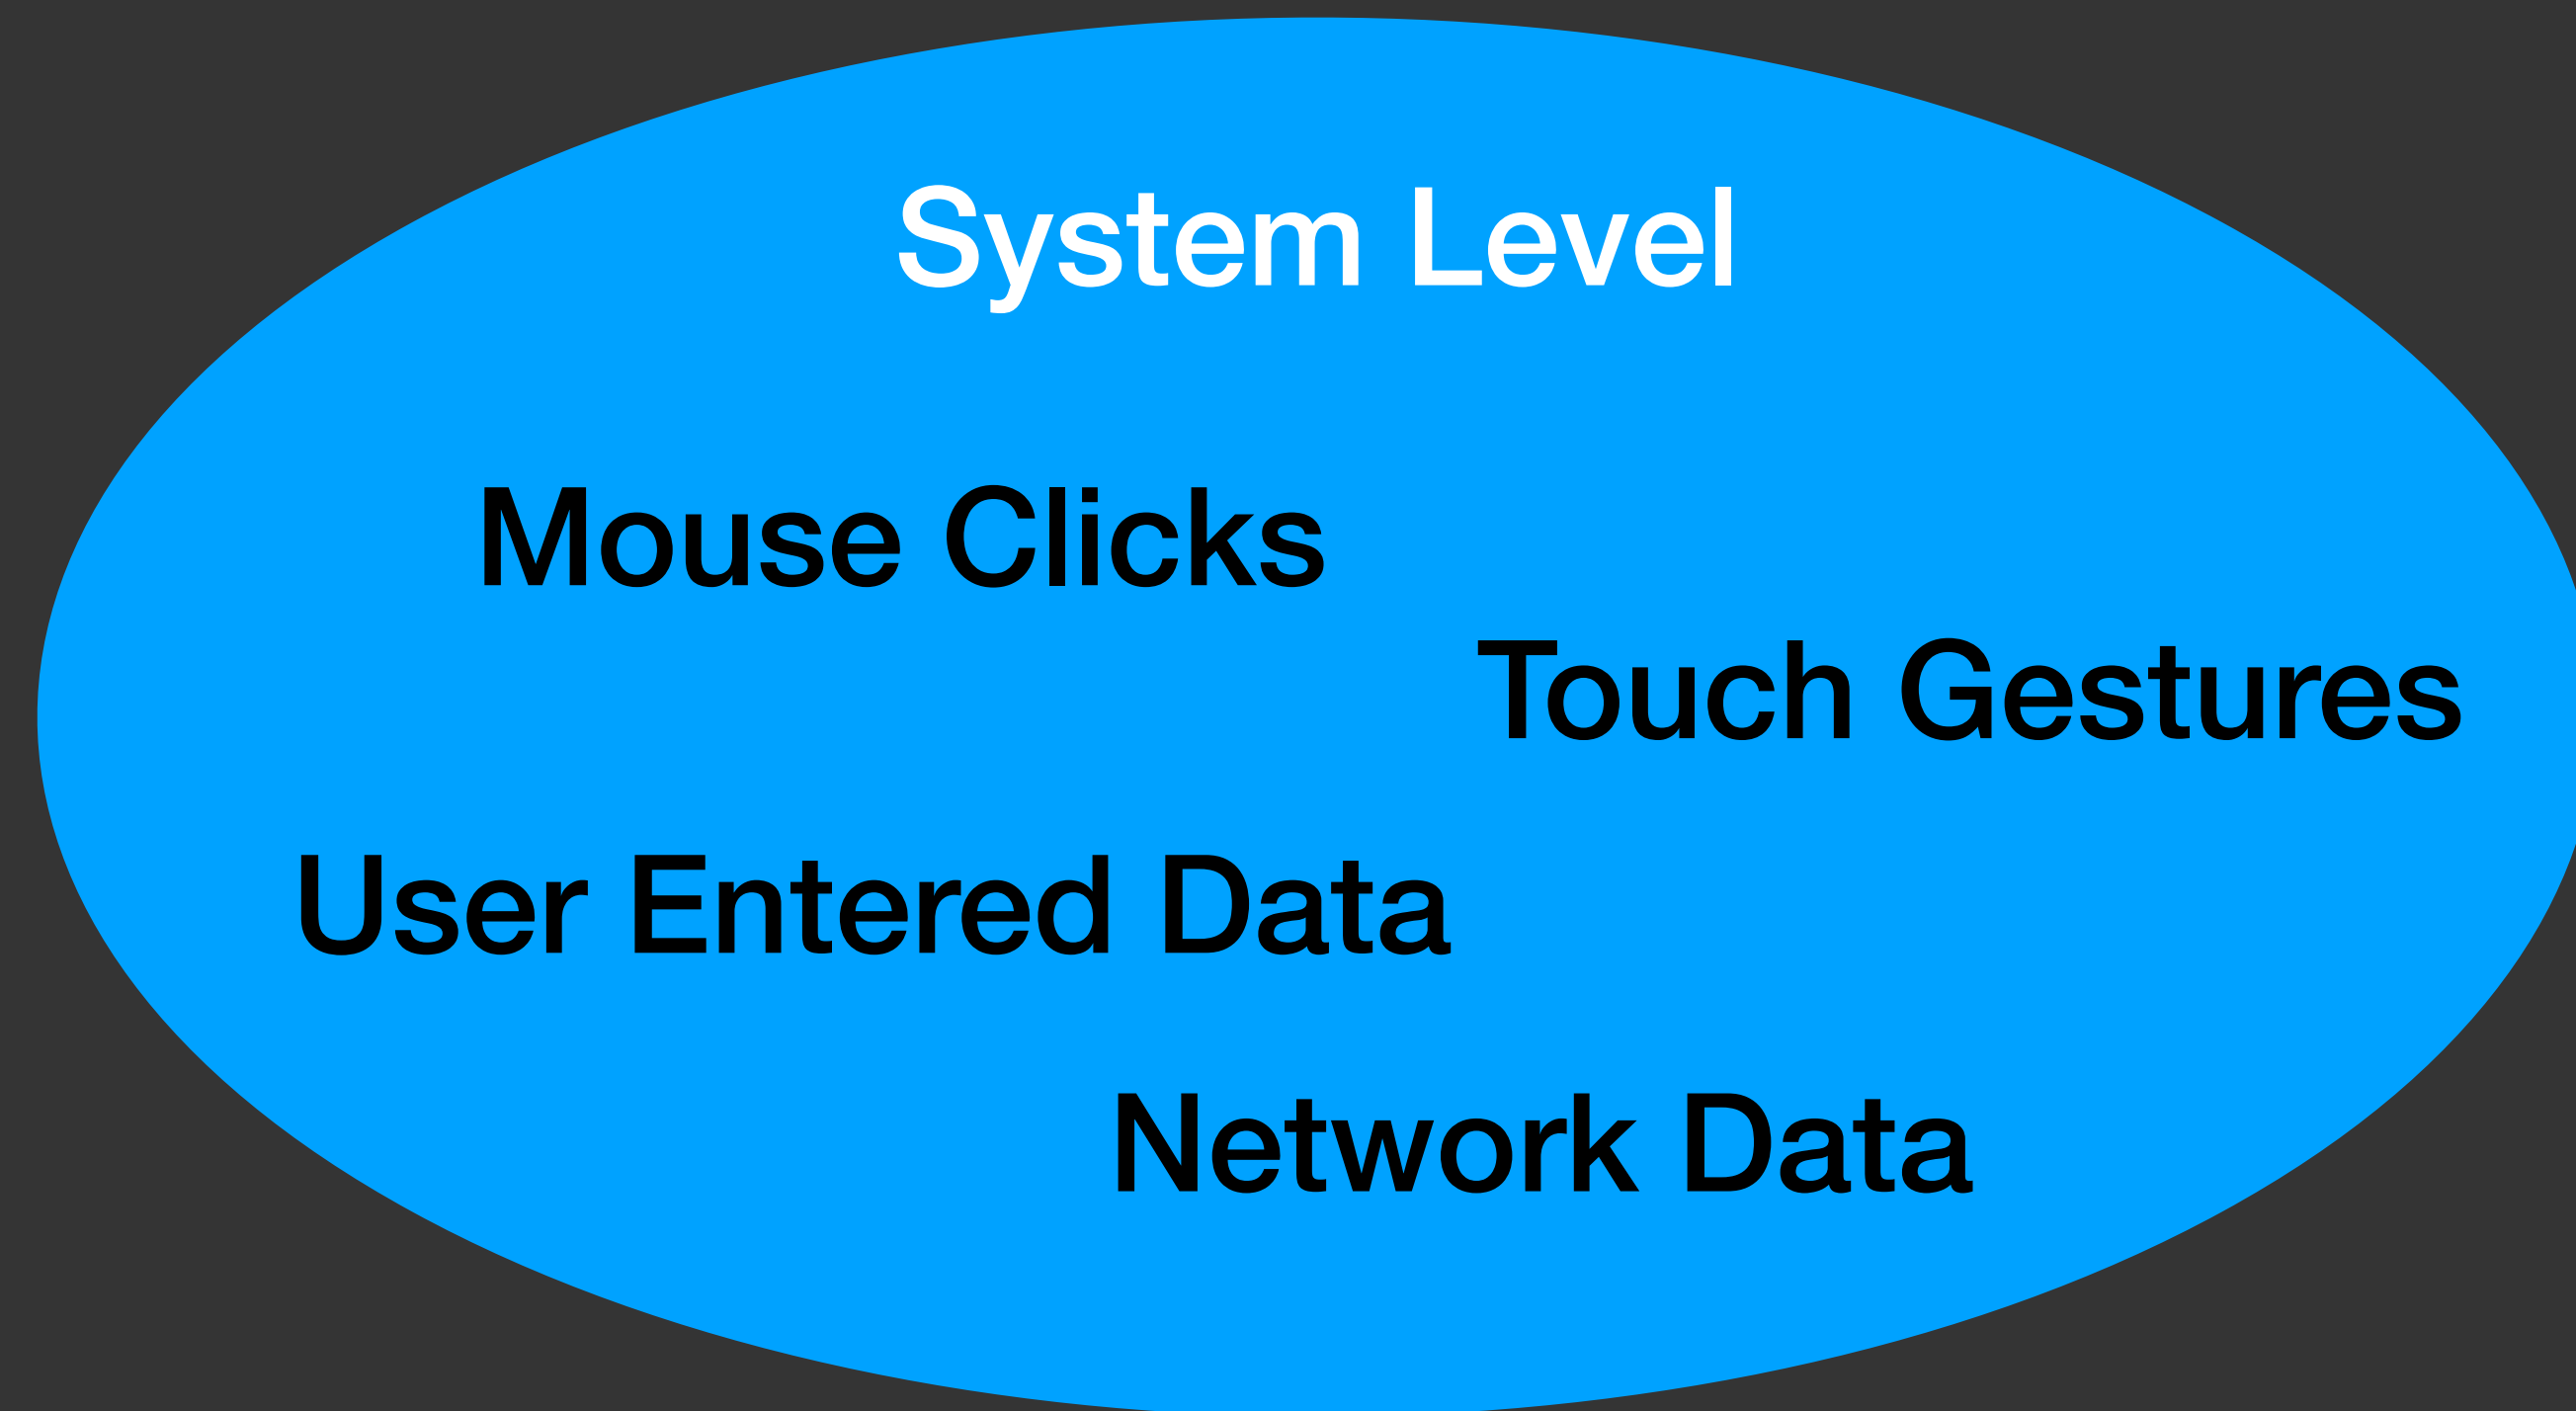 System Level
Mouse Clicks
Touch Gestures
User Entered Data
Network Data